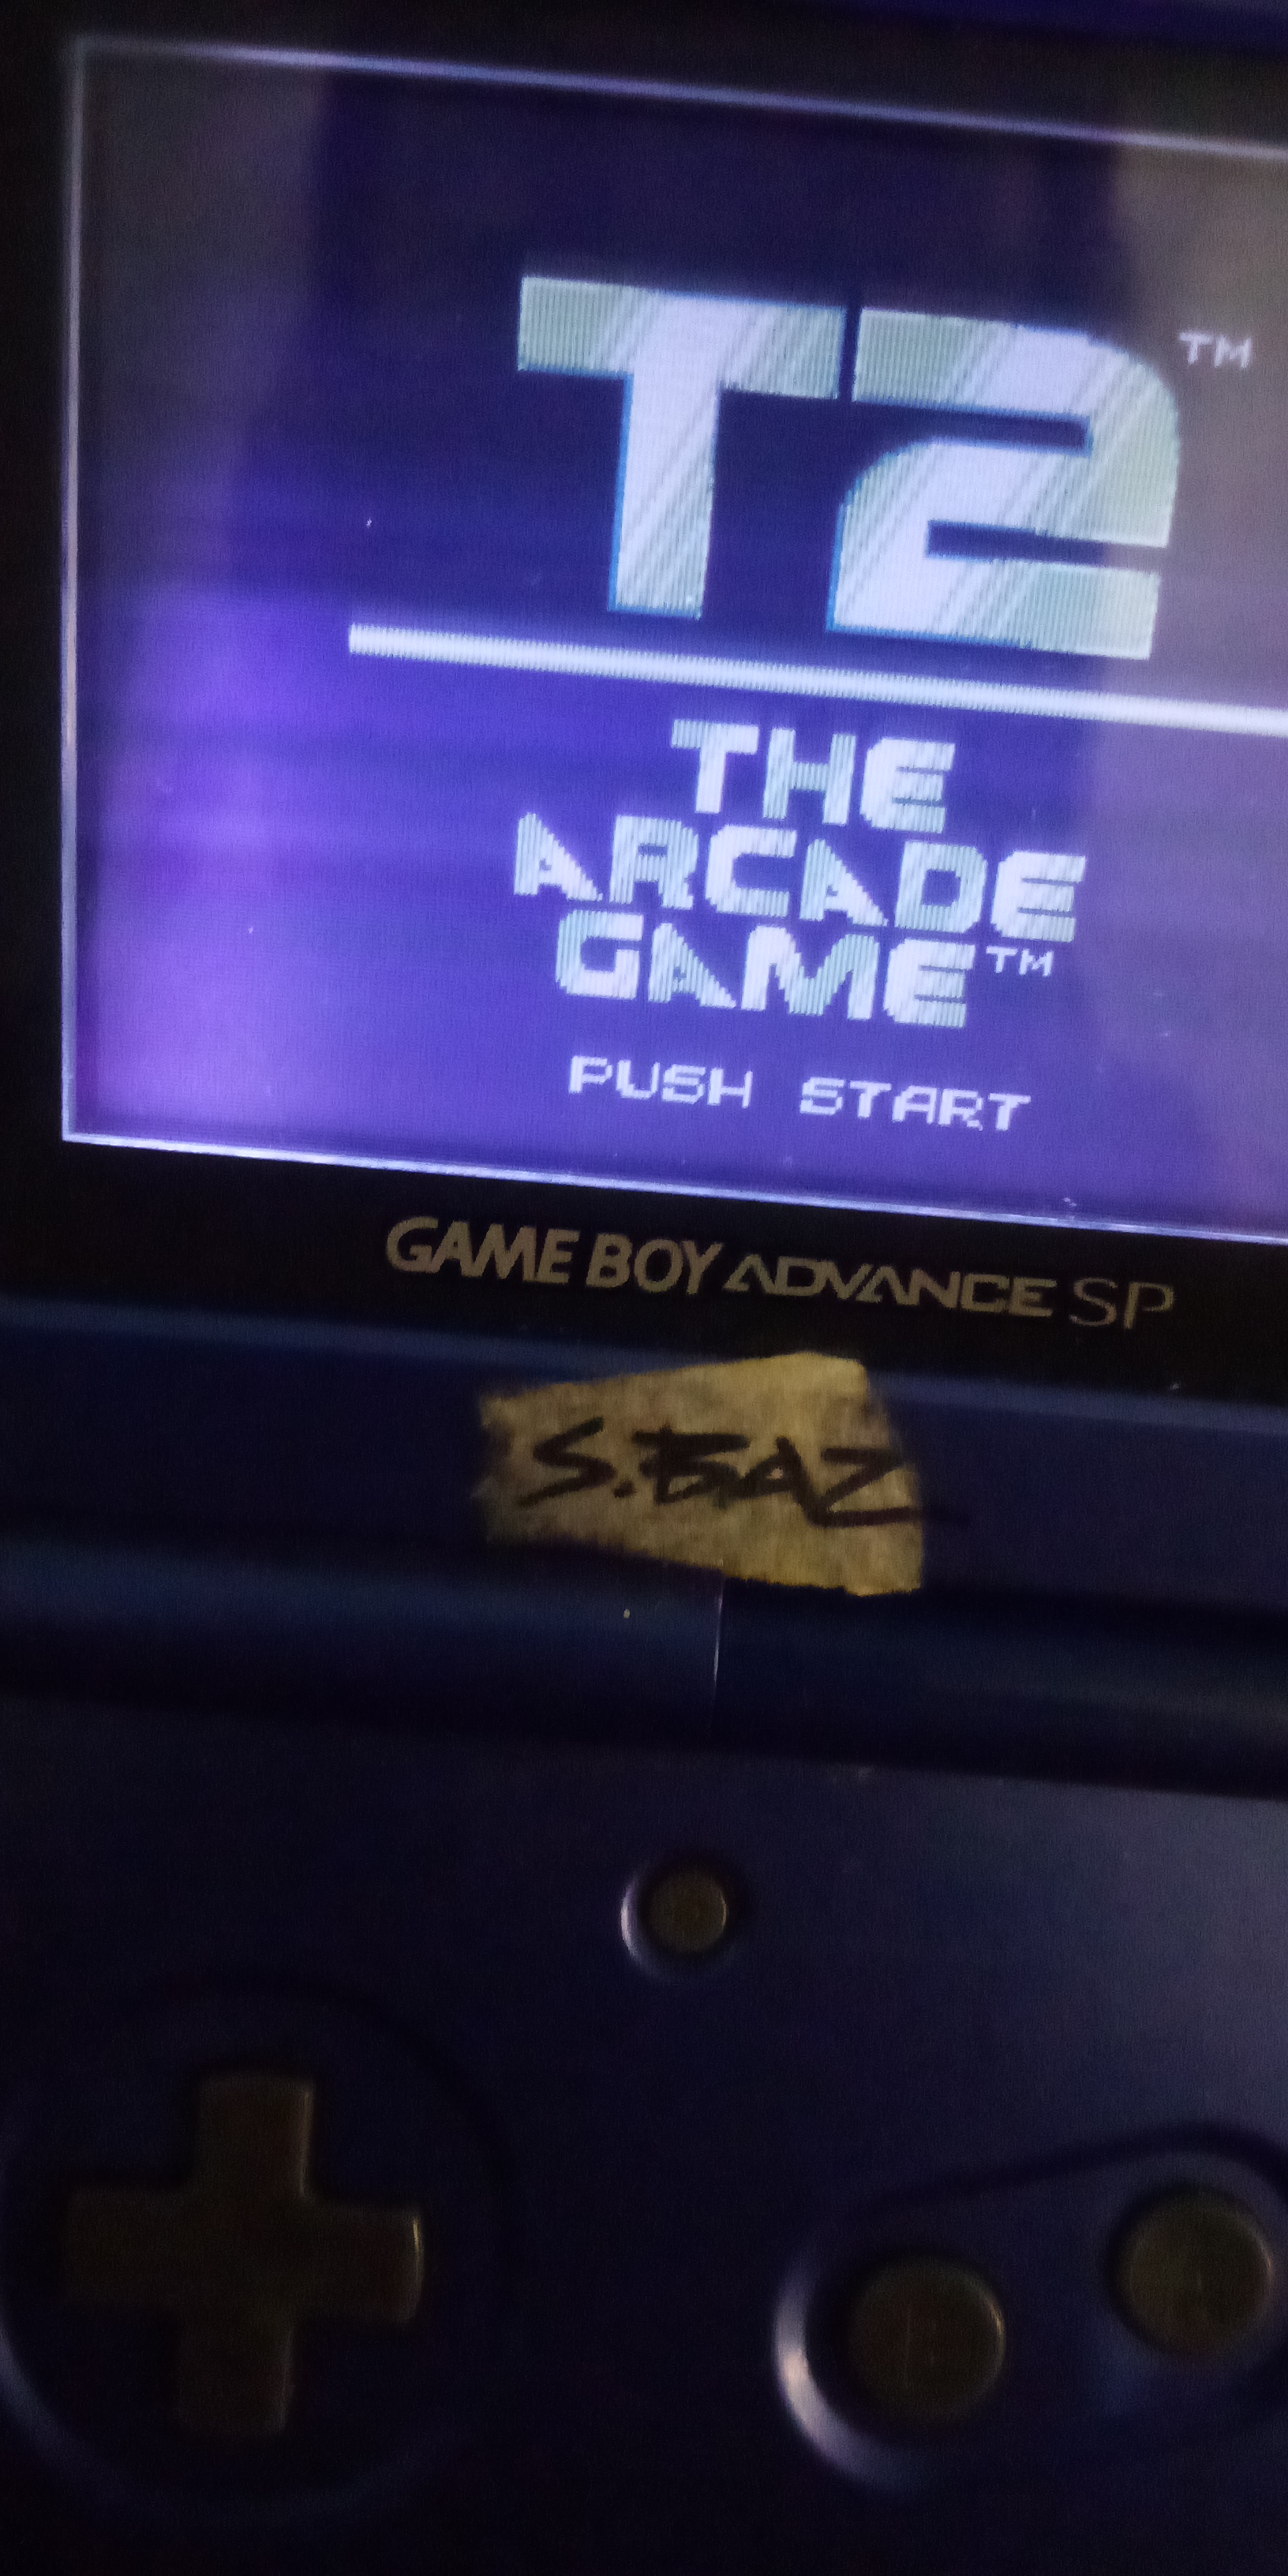 T2™
THE
ARCADE
GAME™
PUSH START
GAME BOY ADVANCE SP
S.BAZ